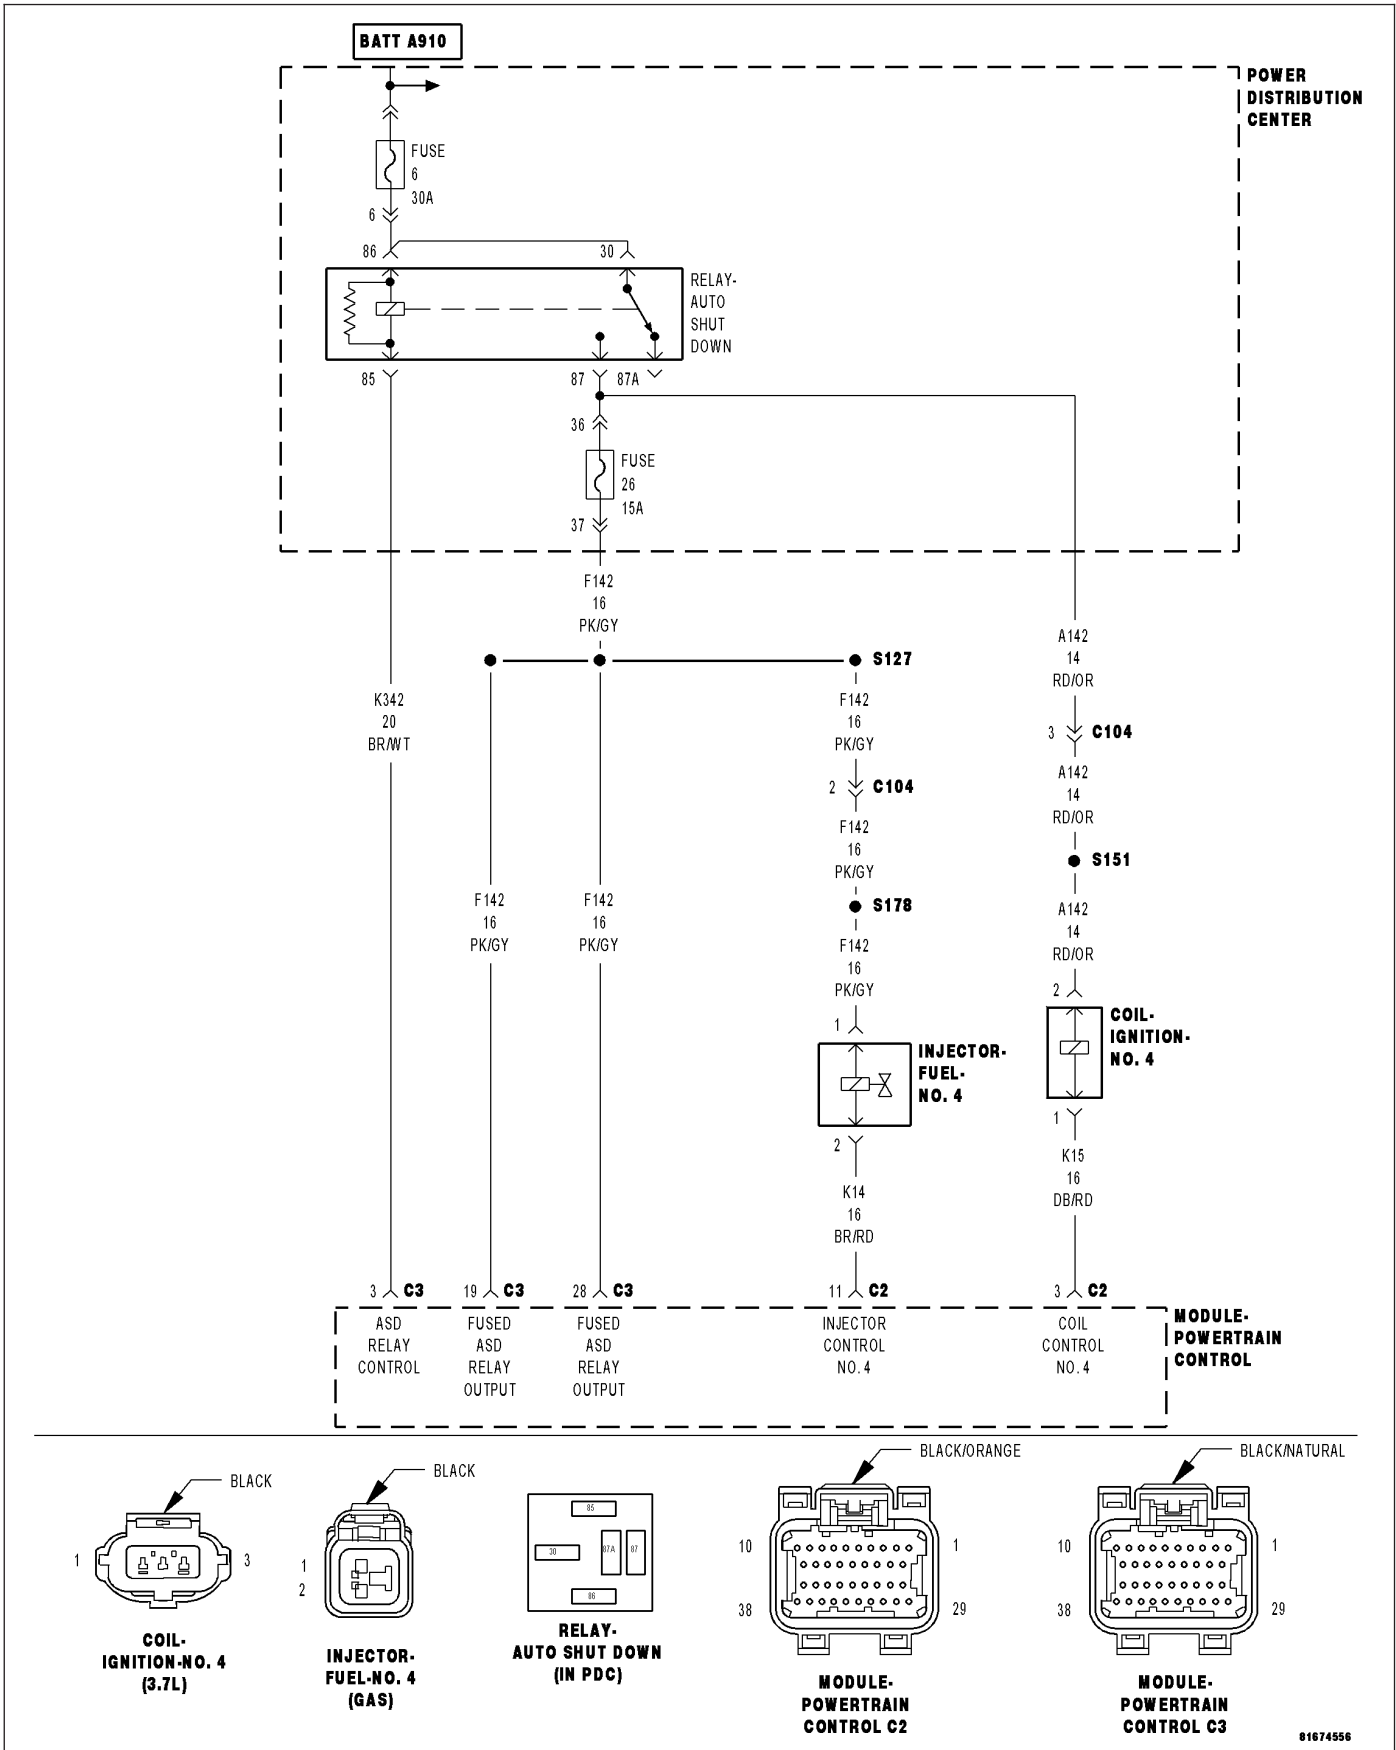 BATT A910
POWER
DISTRIBUTION
CENTER
FUSE
6
30A
6
86
30
RELAY-
AUTO
SHUT
DOWN
85
87
87A
36
FUSE
26
15A
37
F142
16
PK/GY
S127
A142
14
RD/OR
K342
20
BR/WT
F142
16
PK/GY
3
C104
2
C104
A142
14
RD/OR
F142
16
PK/GY
S151
S178
F142
16
PK/GY
F142
16
PK/GY
A142
14
RD/OR
F142
16
PK/GY
2
COIL-
IGNITION-
NO. 4
1
INJECTOR-
FUEL-
NO. 4
1
2
K15
16
DB/RD
K14
16
BR/RD
3 C3
19 C3
28 C3
11 C2
3 C2
ASD
RELAY
CONTROL
FUSED
ASD
RELAY
OUTPUT
FUSED
ASD
RELAY
OUTPUT
INJECTOR
CONTROL
NO. 4
COIL
CONTROL
NO. 4
MODULE-
POWERTRAIN
CONTROL
BLACK
1
3
COIL-
IGNITION-NO. 4
(3.7L)
BLACK
1
2
INJECTOR-
FUEL-NO. 4
(GAS)
85
30
87A
87
86
RELAY-
AUTO SHUT DOWN
(IN PDC)
BLACK/ORANGE
10
1
38
29
MODULE-
POWERTRAIN
CONTROL C2
BLACK/NATURAL
10
1
38
29
MODULE-
POWERTRAIN
CONTROL C3
81674556